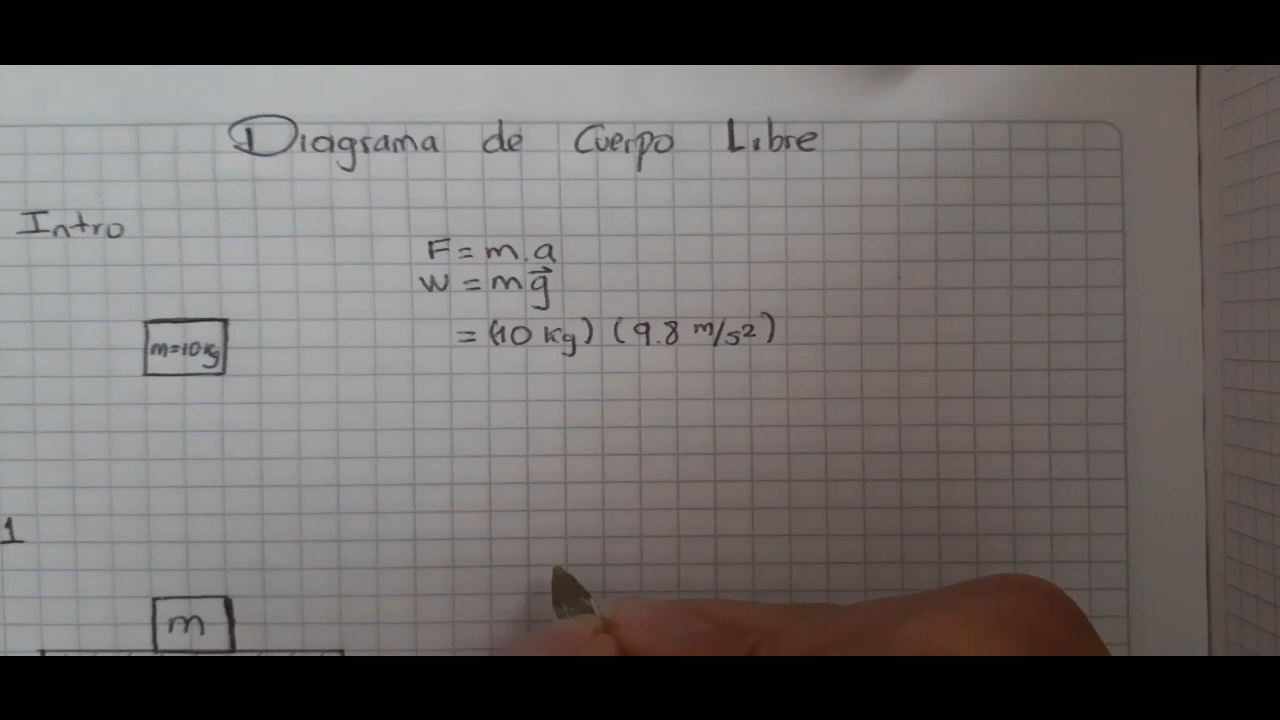 Diagrama de Cuerpo Libre
Intro
F = m.a
W = mg⃗
= (10 kg) (9.8 m/s²)
m=10kg
1
m